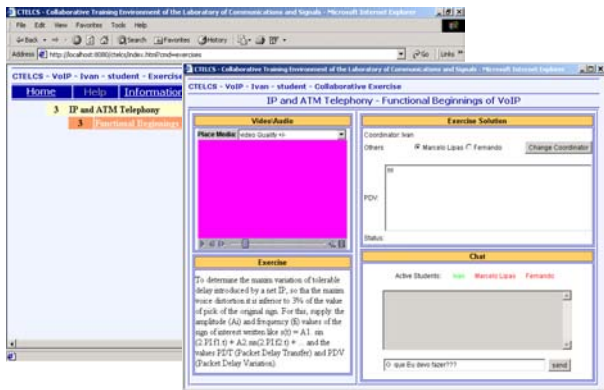 CTELCS - Collaborative Training Environment of the Laboratory of Communications and Signals - Microsoft Internet Explorer
File Edit View Favorites Tools Help
Back Search Favorites History
Address http://localhost:8080/ctelcs/index.html?cmd=exercises Go Links
CTELCS - VoIP - Ivan - student - Exercise
Home Help Information
3 IP and ATM Telephony
3 Functional Beginnings
CTELCS - Collaborative Training Environment of the Laboratory of Communications and Signals - Microsoft Internet Explorer
CTELCS - VoIP - Ivan - student - Collaborative Exercise
IP and ATM Telephony - Functional Beginnings of VoIP
Video/Audio
Place Media:
Exercise
To determine the maxim variation of tolerable
delay introduced by a net IP, so tha the maxim
voice distortion it is inferior to 3% of the value
of pick of the original sign. For this, supply: the
amplitude (Ai) and frequency (fi) values of the
sign of interest written like s(t) = A1. sin
(2.PI.f1.t) + A2.sin(2.PI.f2.t) + ... and the
values PDT (Packet Delay Transfer) and PDV
(Packet Delay Variation).
Exercise Solution
Coordinator: Ivan
Others: Marcelo Lipas Fernando Change Coordinator
PDV:
Status:
Chat
Active Students: Ivan Marcelo Lipas Fernando
O que Eu devo fazer??? send